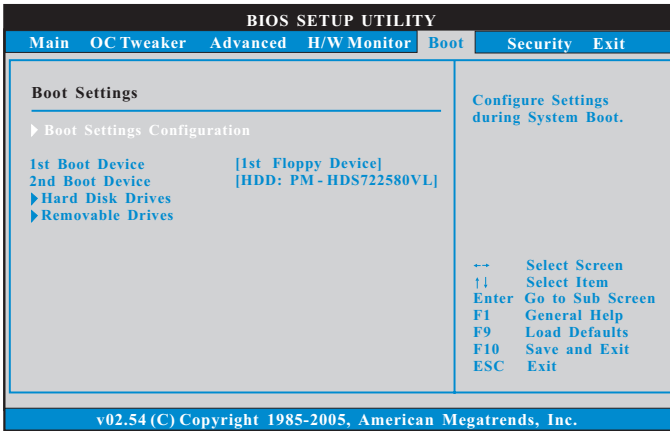 BIOS SETUP UTILITY
Main OC Tweaker Advanced H/W Monitor Boot Security Exit
Boot Settings
Boot Settings Configuration
1st Boot Device [1st Floppy Device]
2nd Boot Device [HDD: PM - HDS722580VL]
Hard Disk Drives
Removable Drives
Configure Settings
during System Boot.
←→ Select Screen
↑↓ Select Item
Enter Go to Sub Screen
F1 General Help
F9 Load Defaults
F10 Save and Exit
ESC Exit
v02.54 (C) Copyright 1985-2005, American Megatrends, Inc.